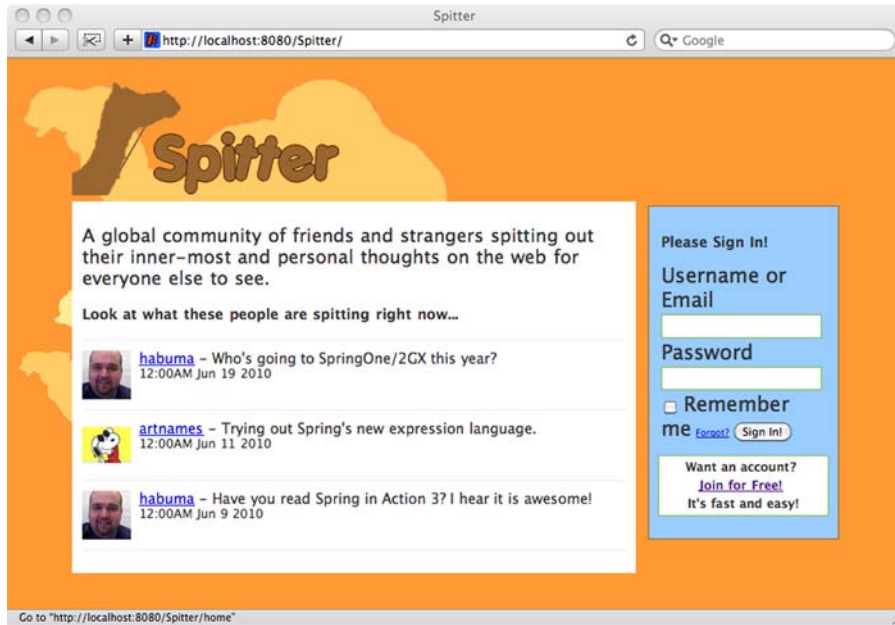 Spitter
http://localhost:8080/Spitter/
Google
Spitter
A global community of friends and strangers spitting out
their inner-most and personal thoughts on the web for
everyone else to see.
Look at what these people are spitting right now...
habuma - Who's going to SpringOne/2GX this year?
12:00AM Jun 19 2010
artnames - Trying out Spring's new expression language.
12:00AM Jun 11 2010
habuma - Have you read Spring in Action 3? I hear it is awesome!
12:00AM Jun 9 2010
Please Sign In!
Username or
Email
Password
Remember
me Forgot? Sign In!
Want an account?
Join for Free!
It's fast and easy!
Go to "http://localhost:8080/Spitter/home"